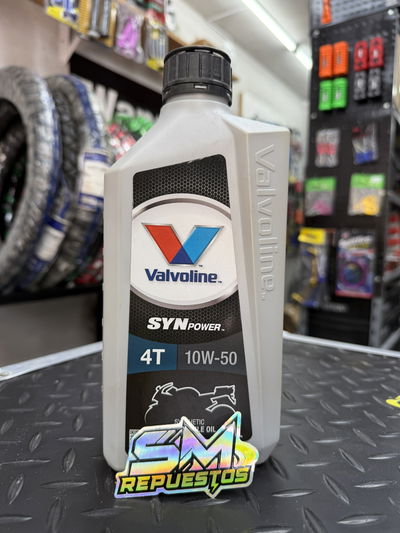 Valvoline
Valvoline
SYNPOWER
4T 10W-50
SM
REPUESTOS